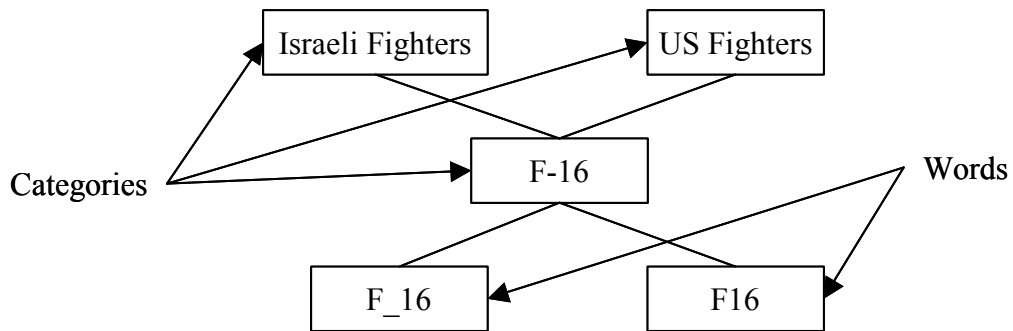 Israeli Fighters
US Fighters
F-16
Categories
Words
F_16
F16